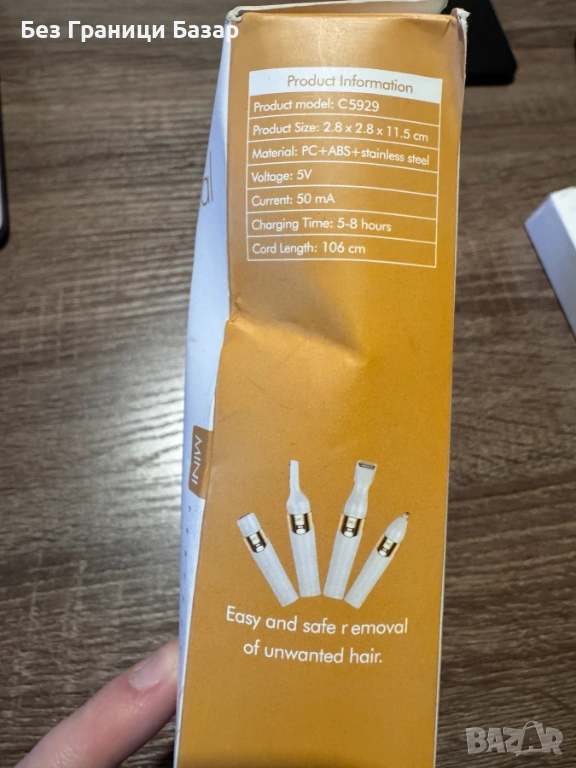 Без Граници Базар
Product Information
Product model: C5929
Product Size: 2.8 x 2.8 x 11.5 cm
Material: PC+ABS+stainless steel
Voltage: 5V
Current: 50 mA
Charging Time: 5-8 hours
Cord Length: 106 cm
MINI
Easy and safe r emoval
of unwanted hair.
BAZAR